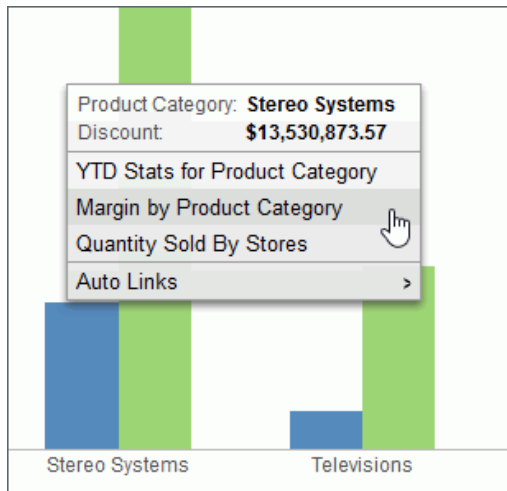 Product Category: Stereo Systems
Discount: $13,530,873.57
YTD Stats for Product Category
Margin by Product Category
Quantity Sold By Stores
Auto Links >
Stereo Systems Televisions